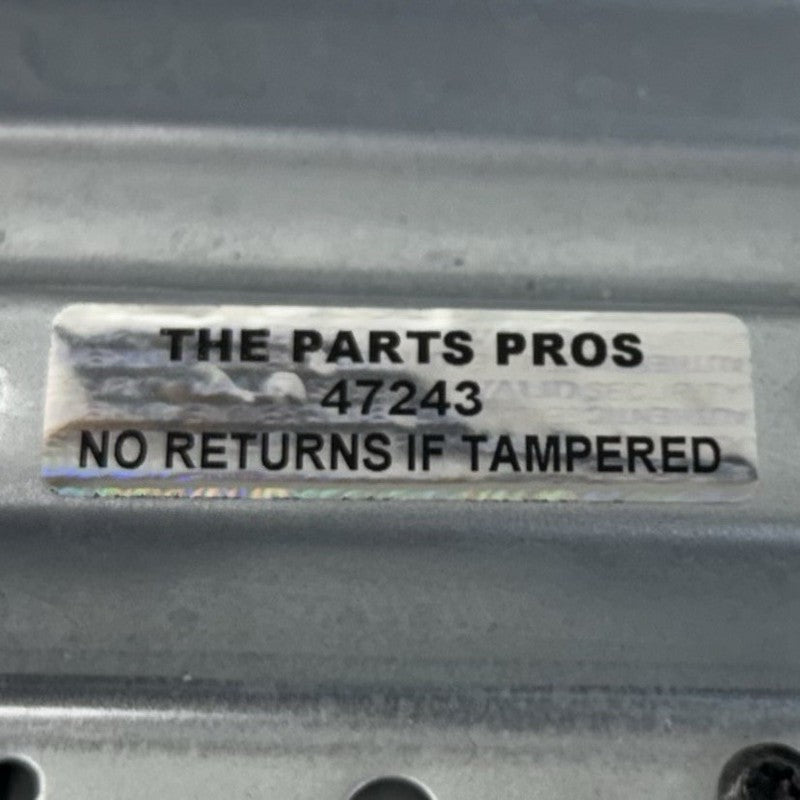 THE PARTS PROS
47243
NO RETURNS IF TAMPERED